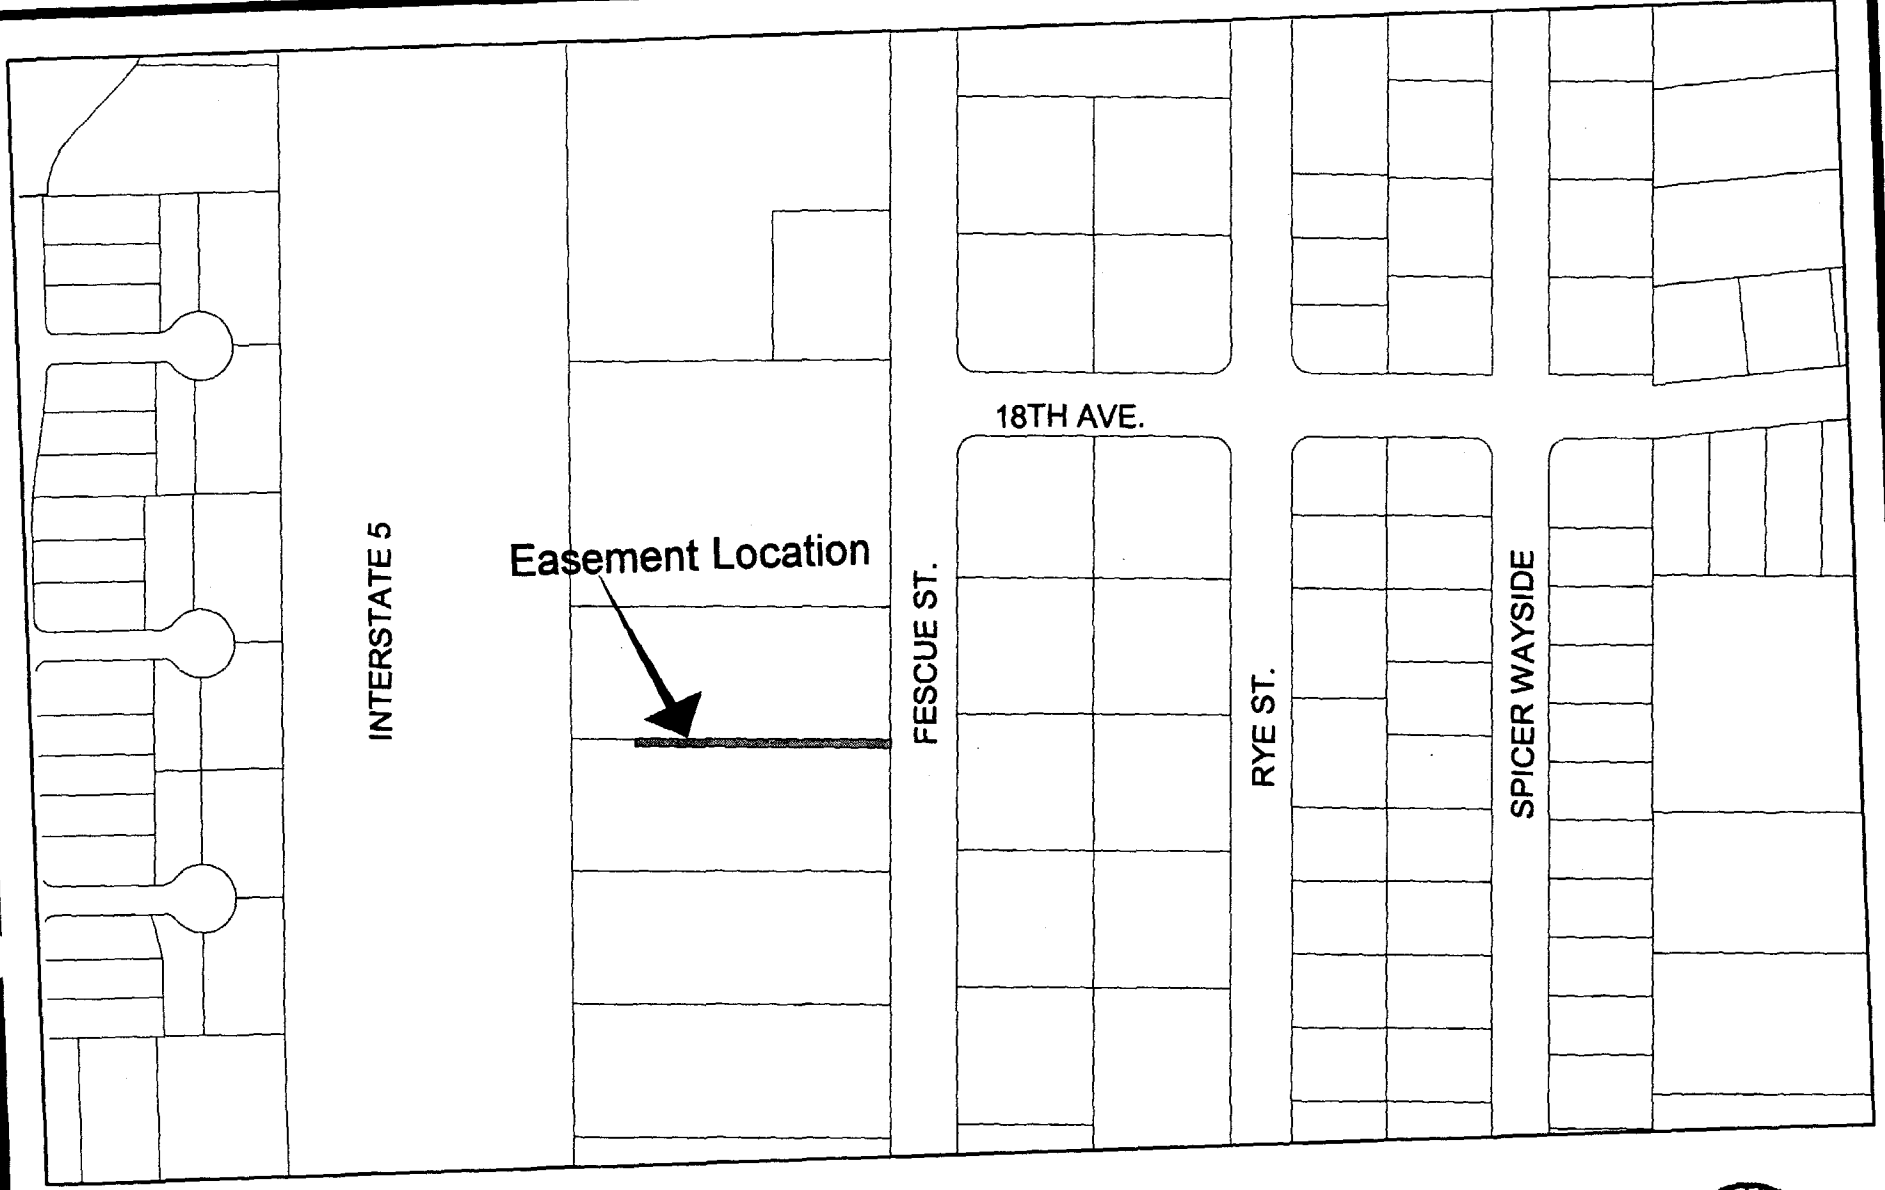 18TH AVE.
INTERSTATE 5
Easement Location
FESCUE ST.
RYE ST.
SPICER WAYSIDE